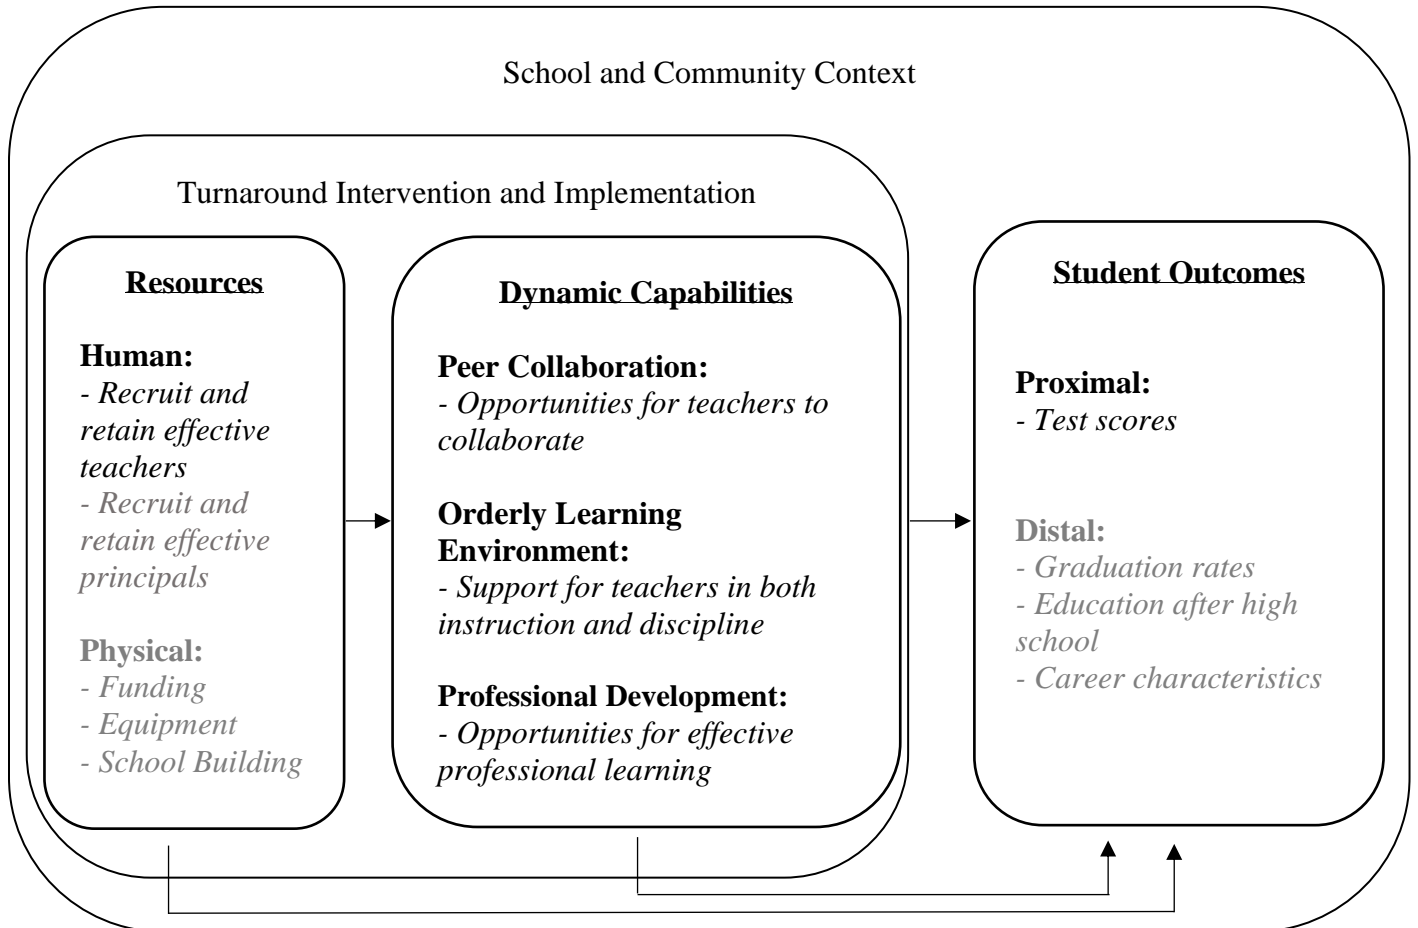 School and Community Context
Turnaround Intervention and Implementation
Resources
Human:
- Recruit and
retain effective
teachers
- Recruit and
retain effective
principals
Physical:
- Funding
- Equipment
- School Building
Dynamic Capabilities
Peer Collaboration:
- Opportunities for teachers to
collaborate
Orderly Learning
Environment:
- Support for teachers in both
instruction and discipline
Professional Development:
- Opportunities for effective
professional learning
Student Outcomes
Proximal:
- Test scores
Distal:
- Graduation rates
- Education after high
school
- Career characteristics